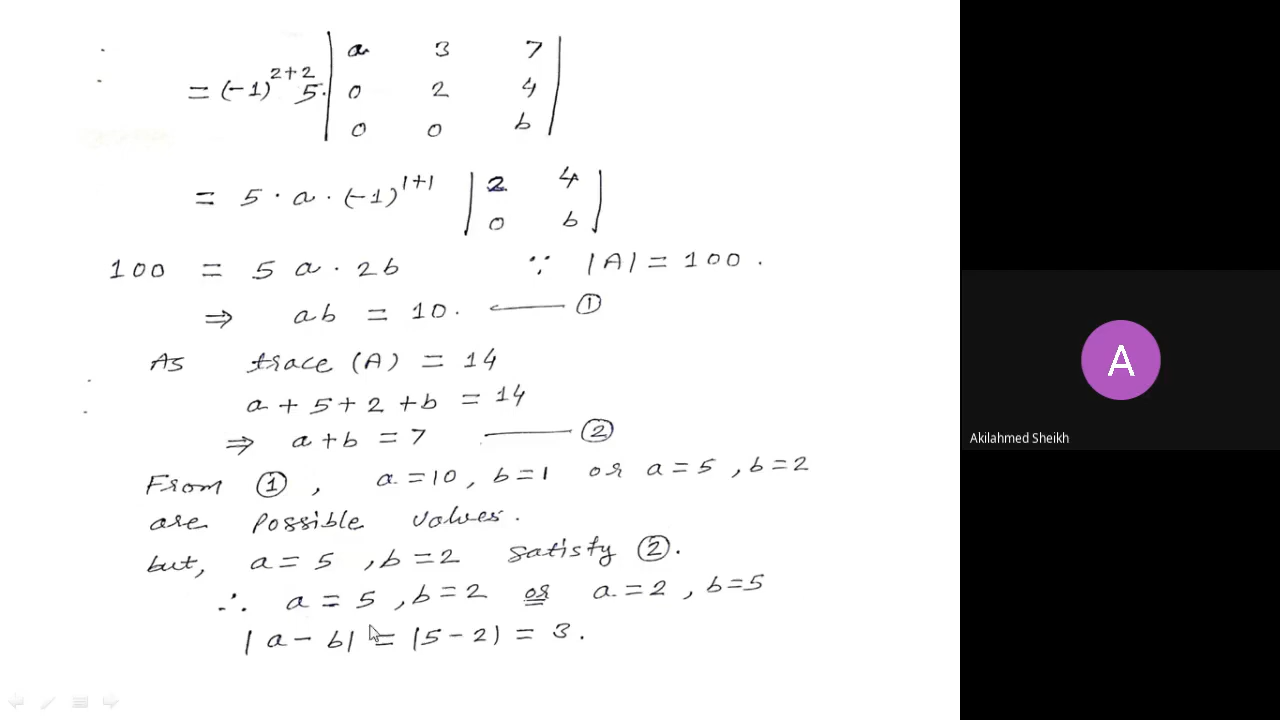 = (-1)^{2+2} 5. | a 3 7 |
| 0 2 4 |
| 0 0 b |
= 5 · a · (-1)^{1+1} | 2 4 |
| 0 b |
100 = 5 a · 2b ∵ |A| = 100 .
⇒ ab = 10. ← ①
As trace (A) = 14
a + 5 + 2 + b = 14
⇒ a + b = 7 — ②
From ① , a = 10 , b = 1 or a = 5 , b = 2
are possible values .
but, a = 5 , b = 2 satisfy ② .
∴ a = 5 , b = 2 or a = 2 , b = 5
| a - b | = |5 - 2| = 3 .
A
Akilahmed Sheikh